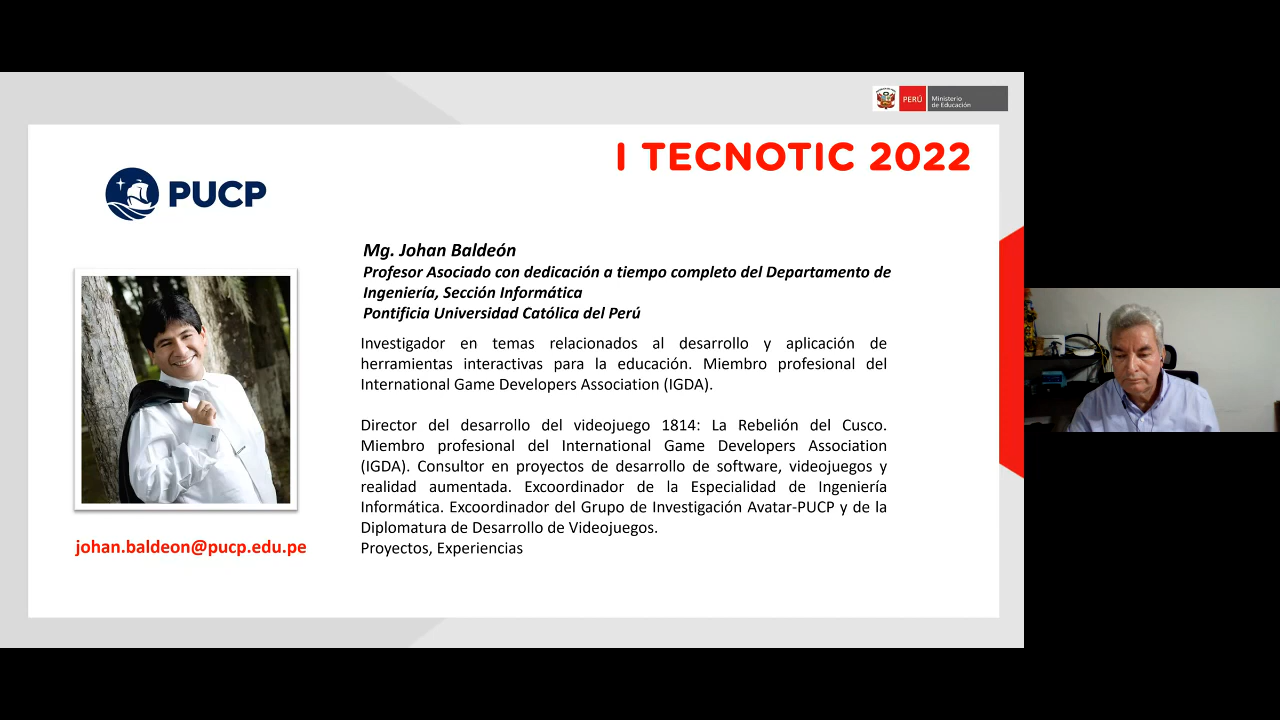 PERÚ
Ministerio
de Educación
I TECNOTIC 2022
PUCP
Mg. Johan Baldeón
Profesor Asociado con dedicación a tiempo completo del Departamento de
Ingeniería, Sección Informática
Pontificia Universidad Católica del Perú
Investigador en temas relacionados al desarrollo y aplicación de
herramientas interactivas para la educación. Miembro profesional del
International Game Developers Association (IGDA).
Director del desarrollo del videojuego 1814: La Rebelión del Cusco.
Miembro profesional del International Game Developers Association
(IGDA). Consultor en proyectos de desarrollo de software, videojuegos y
realidad aumentada. Excoordinador de la Especialidad de Ingeniería
Informática. Excoordinador del Grupo de Investigación Avatar-PUCP y de la
Diplomatura de Desarrollo de Videojuegos.
Proyectos, Experiencias
johan.baldeon@pucp.edu.pe